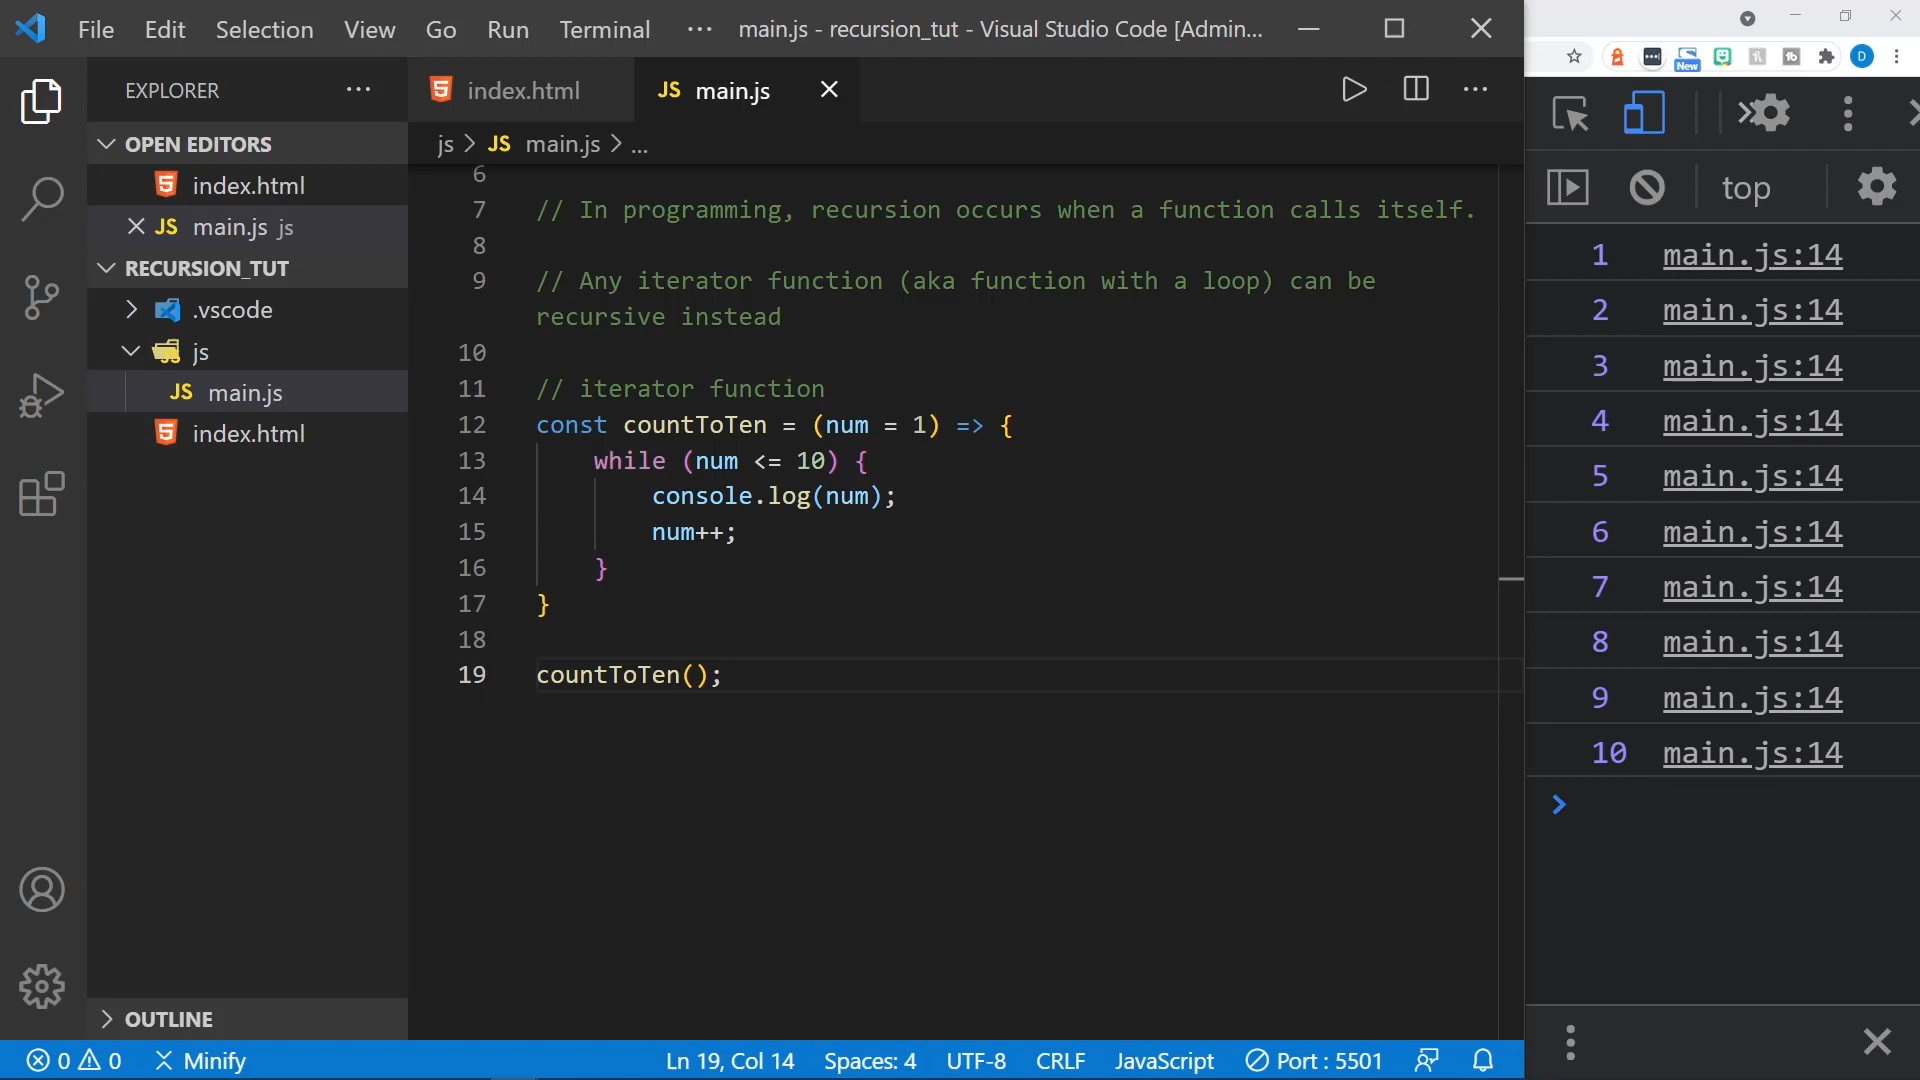 File Edit Selection View Go Run Terminal ··· main.js - recursion_tut - Visual Studio Code [Admin...
EXPLORER ···
OPEN EDITORS
index.html
JS main.js js
RECURSION_TUT
.vscode
js
JS main.js
index.html
OUTLINE
index.html JS main.js
js > JS main.js > ...
6
7 // In programming, recursion occurs when a function calls itself.
8
9 // Any iterator function (aka function with a loop) can be
recursive instead
10
11 // iterator function
12 const countToTen = (num = 1) => {
13 while (num <= 10) {
14 console.log(num);
15 num++;
16 }
17 }
18
19 countToTen();
0 0 Minify Ln 19, Col 14 Spaces: 4 UTF-8 CRLF JavaScript Port : 5501
New
D
top
1 main.js:14
2 main.js:14
3 main.js:14
4 main.js:14
5 main.js:14
6 main.js:14
7 main.js:14
8 main.js:14
9 main.js:14
10 main.js:14